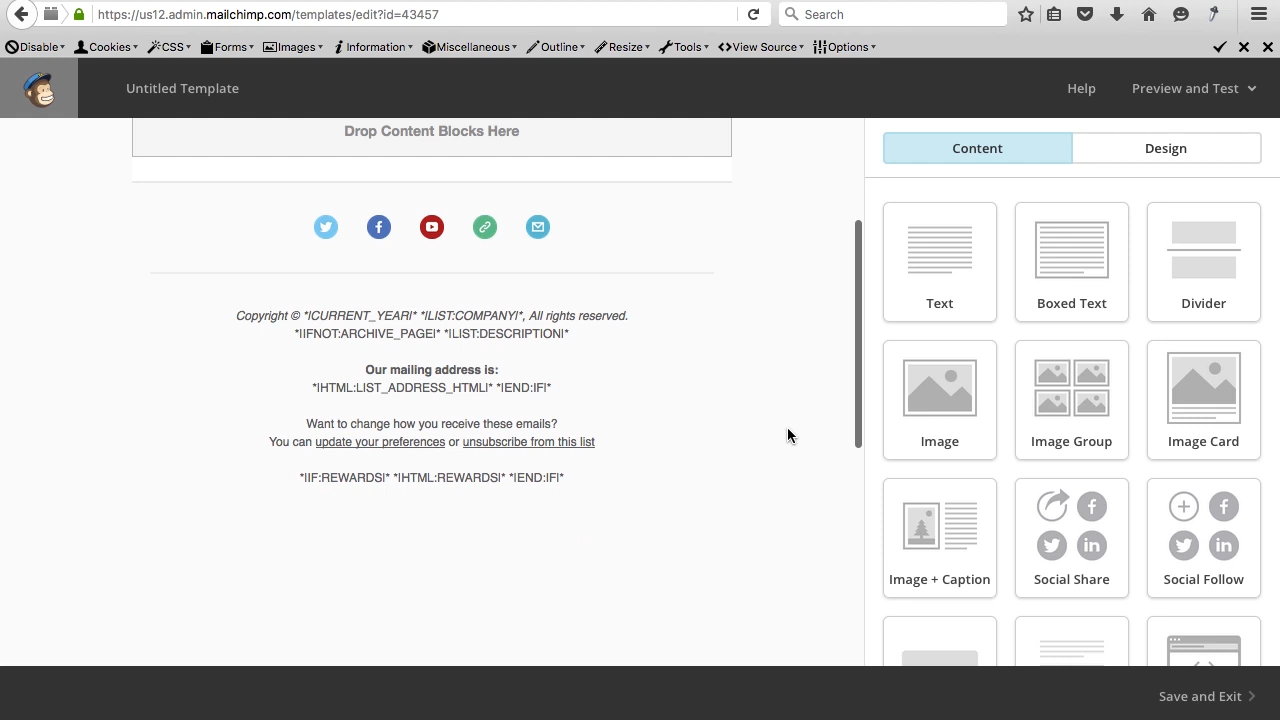 https://us12.admin.mailchimp.com/templates/edit?id=43457
Search
Disable Cookies CSS Forms Images Information Miscellaneous Outline Resize Tools View Source Options
Untitled Template
Help
Preview and Test
Drop Content Blocks Here
Content
Design
Text
Boxed Text
Divider
Copyright © *|CURRENT_YEAR|* *|LIST:COMPANY|*, All rights reserved.
*|IFNOT:ARCHIVE_PAGE|* *|LIST:DESCRIPTION|*
Our mailing address is:
*|HTML:LIST_ADDRESS_HTML|* *|END:IF|*
Want to change how you receive these emails?
You can update your preferences or unsubscribe from this list
*|IF:REWARDS|* *|HTML:REWARDS|* *|END:IF|*
Image
Image Group
Image Card
Image + Caption
Social Share
Social Follow
Save and Exit